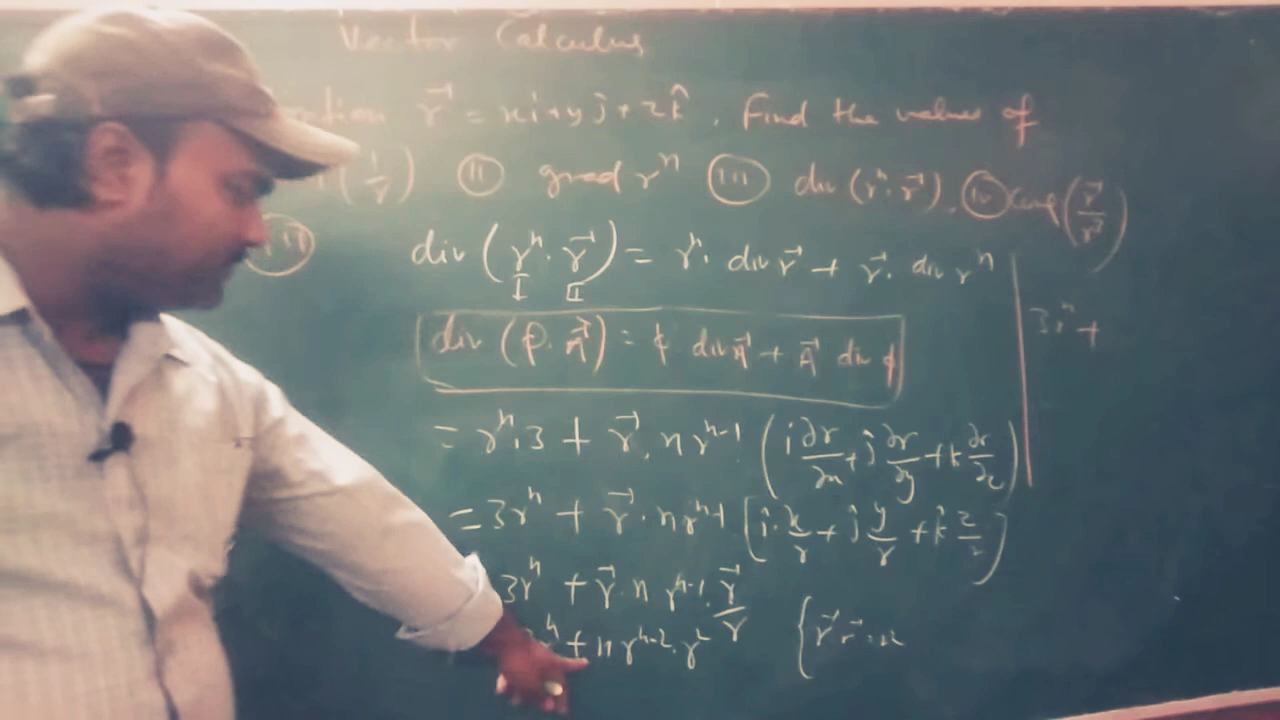 Vector Calculus
r⃗ = xi+yj+zk̂. Find the values of
(1/r) (ii) grad rⁿ (iii) div (rⁿ. r⃗). (iv) curl (r⃗/r²)
(iii) div (rⁿ. r⃗) = rⁿ. div r⃗ + r⃗. div rⁿ
I II
div (φ. A⃗) = φ div A⃗ + A⃗ div φ
3rⁿ +
= rⁿ.3 + r⃗. n rⁿ⁻¹ (i ∂r/∂x + j ∂r/∂y + k ∂r/∂z)
= 3rⁿ + r⃗. n rⁿ⁻¹ [î. x/r + ĵ y/r + k̂ z/r]
3rⁿ + r⃗. n rⁿ⁻¹. r⃗/r
+ n rⁿ⁻². r² { r⃗.r⃗ = r²